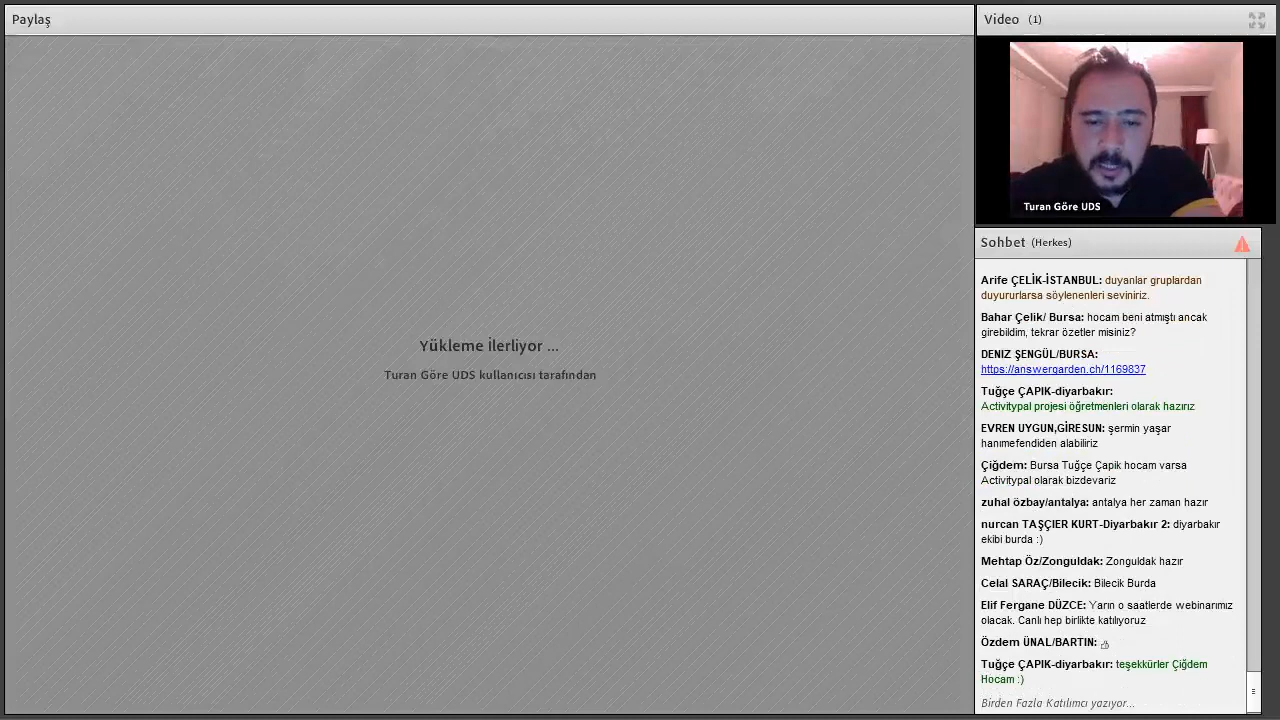 Paylaş
Video (1)
Turan Göre UDS
Yükleme İlerliyor ...
Turan Göre UDS kullanıcısı tarafından
Sohbet (Herkes)
Arife ÇELİK-İSTANBUL: duyanlar gruplardan
duyururlarsa söylenenleri seviniriz.
Bahar Çelik/ Bursa: hocam beni atmıştı ancak
girebildim, tekrar özetler misiniz?
DENIZ ŞENGÜL/BURSA:
https://answergarden.ch/1169837
Tuğçe ÇAPIK-diyarbakır:
Activitypal projesi öğretmenleri olarak hazırız
EVREN UYGUN,GİRESUN: şermin yaşar
hanımefendiden alabiliriz
Çiğdem: Bursa Tuğçe Çapik hocam varsa
Activitypal olarak bizdevariz
zuhal özbay/antalya: antalya her zaman hazır
nurcan TAŞÇIER KURT-Diyarbakır 2: diyarbakır
ekibi burda :)
Mehtap Öz/Zonguldak: Zonguldak hazır
Celal SARAÇ/Bilecik: Bilecik Burda
Elif Fergane DÜZCE: Yarın o saatlerde webinarımız
olacak. Canlı hep birlikte katılıyoruz
Özdem ÜNAL/BARTIN:
Tuğçe ÇAPIK-diyarbakır: teşekkürler Çiğdem
Hocam :)
Birden Fazla Katılımcı yazıyor...